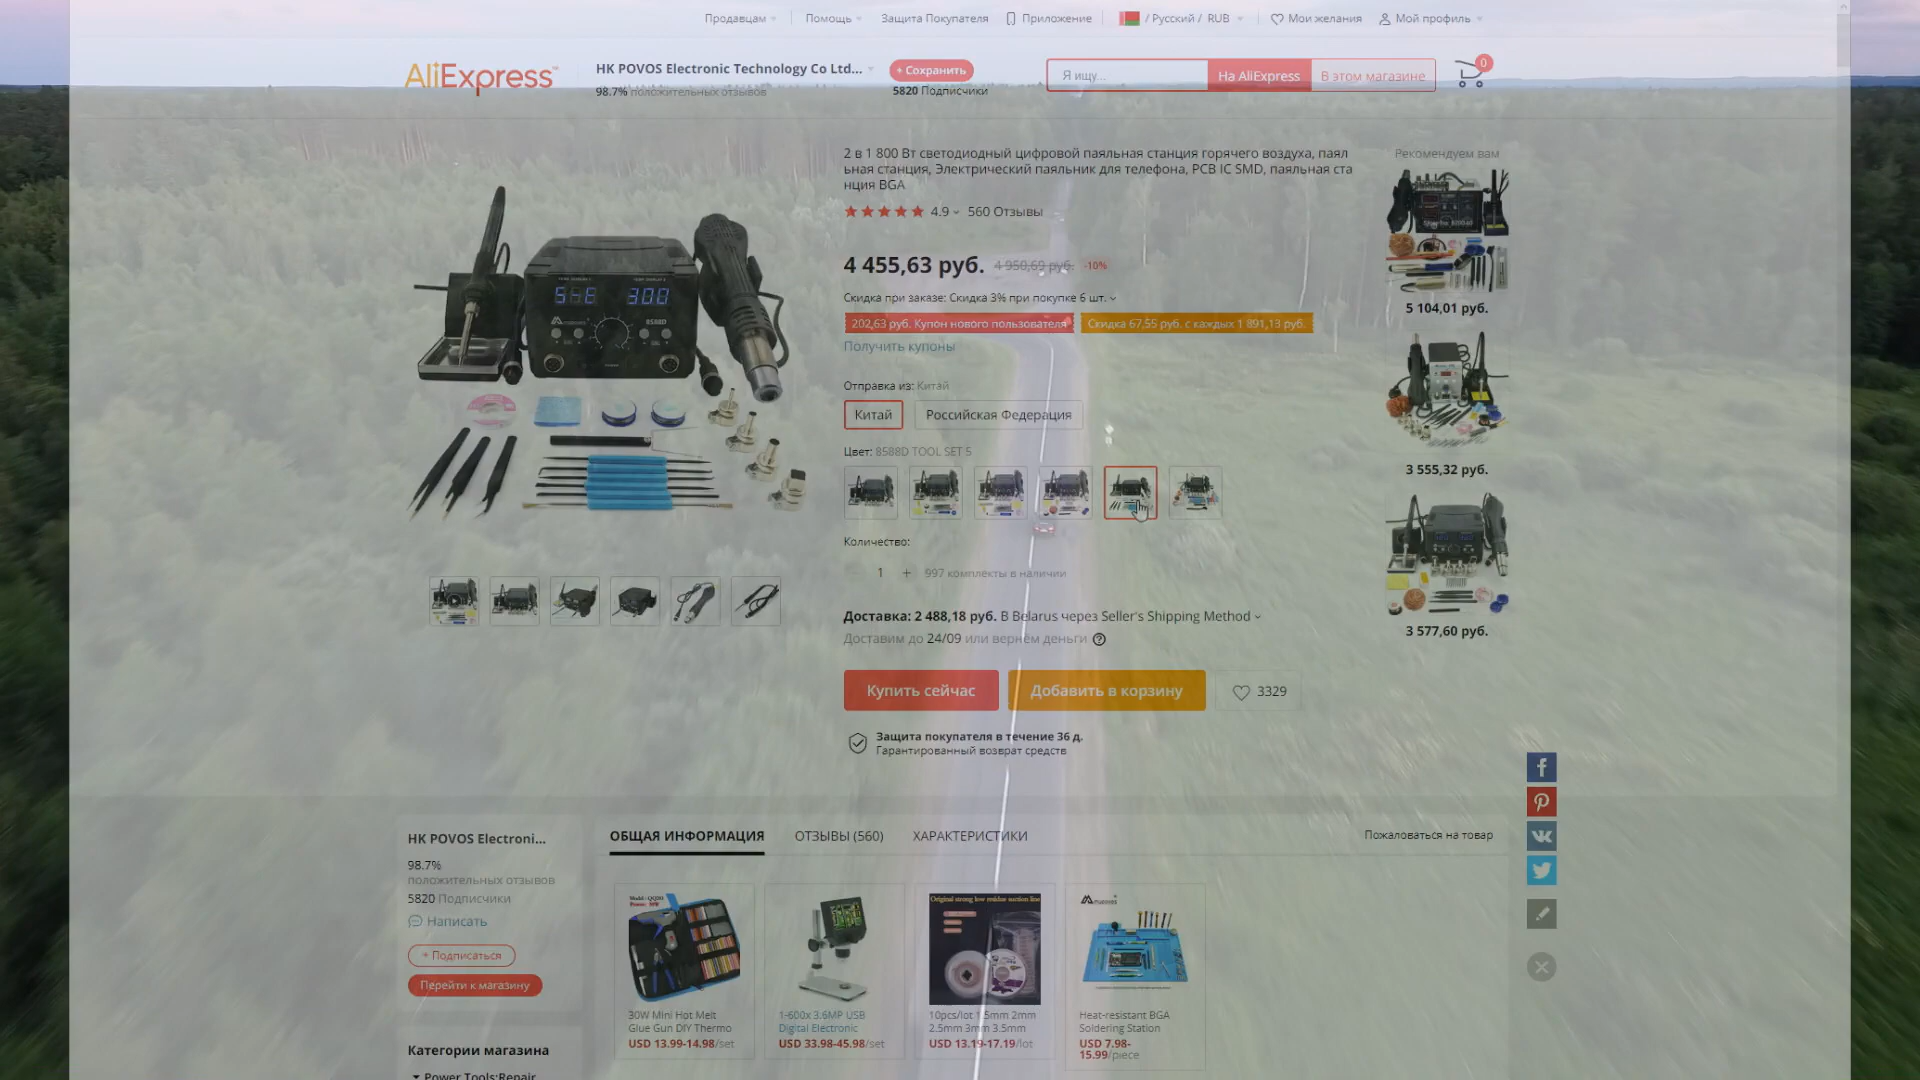 Продавцам
Помощь
Защита Покупателя
Приложение
/ Русский / RUB
Мои желания
Мой профиль
AliExpress
HK POVOS Electronic Technology Co Ltd...
+ Сохранить
98.7% положительных отзывов
5820 Подписчики
Я ищу...
На AliExpress
В этом магазине
0
2 в 1 800 Вт светодиодный цифровой паяльная станция горячего воздуха, паял
ьная станция, Электрический паяльник для телефона, PCB IC SMD, паяльная ста
нция BGA
4.9
560 Отзывы
4 455,63 руб.
4 950,69 руб.
-10%
Скидка при заказе: Скидка 3% при покупке 6 шт.
202,63 руб. Купон нового пользователя
Скидка 67,55 руб. с каждых 1 891,13 руб.
Получить купоны
Отправка из: Китай
Китай
Российская Федерация
Цвет: 8588D TOOL SET 5
Количество:
1 +
997 комплекты в наличии
Доставка: 2 488,18 руб. В Belarus через Seller's Shipping Method
Доставим до 24/09 или вернём деньги
Купить сейчас
Добавить в корзину
3329
Защита покупателя в течение 36 д.
Гарантированный возврат средств
300
8588D
Рекомендуем вам
5 104,01 руб.
3 555,32 руб.
3 577,60 руб.
HK POVOS Electroni...
98.7%
положительных отзывов
5820 Подписчики
Написать
+ Подписаться
Перейти к магазину
Категории магазина
Power Tools:Repair
ОБЩАЯ ИНФОРМАЦИЯ
ОТЗЫВЫ (560)
ХАРАКТЕРИСТИКИ
Пожаловаться на товар
30W Mini Hot Melt
Glue Gun DIY Thermo
USD 13.99-14.98/set
1-600x 3.6MP USB
Digital Electronic
USD 33.98-45.98/set
Original strong low residue suction line
10pcs/lot 1.5mm 2mm
2.5mm 3mm 3.5mm
USD 13.19-17.19/lot
Heat-resistant BGA
Soldering Station
USD 7.98-
15.99/piece